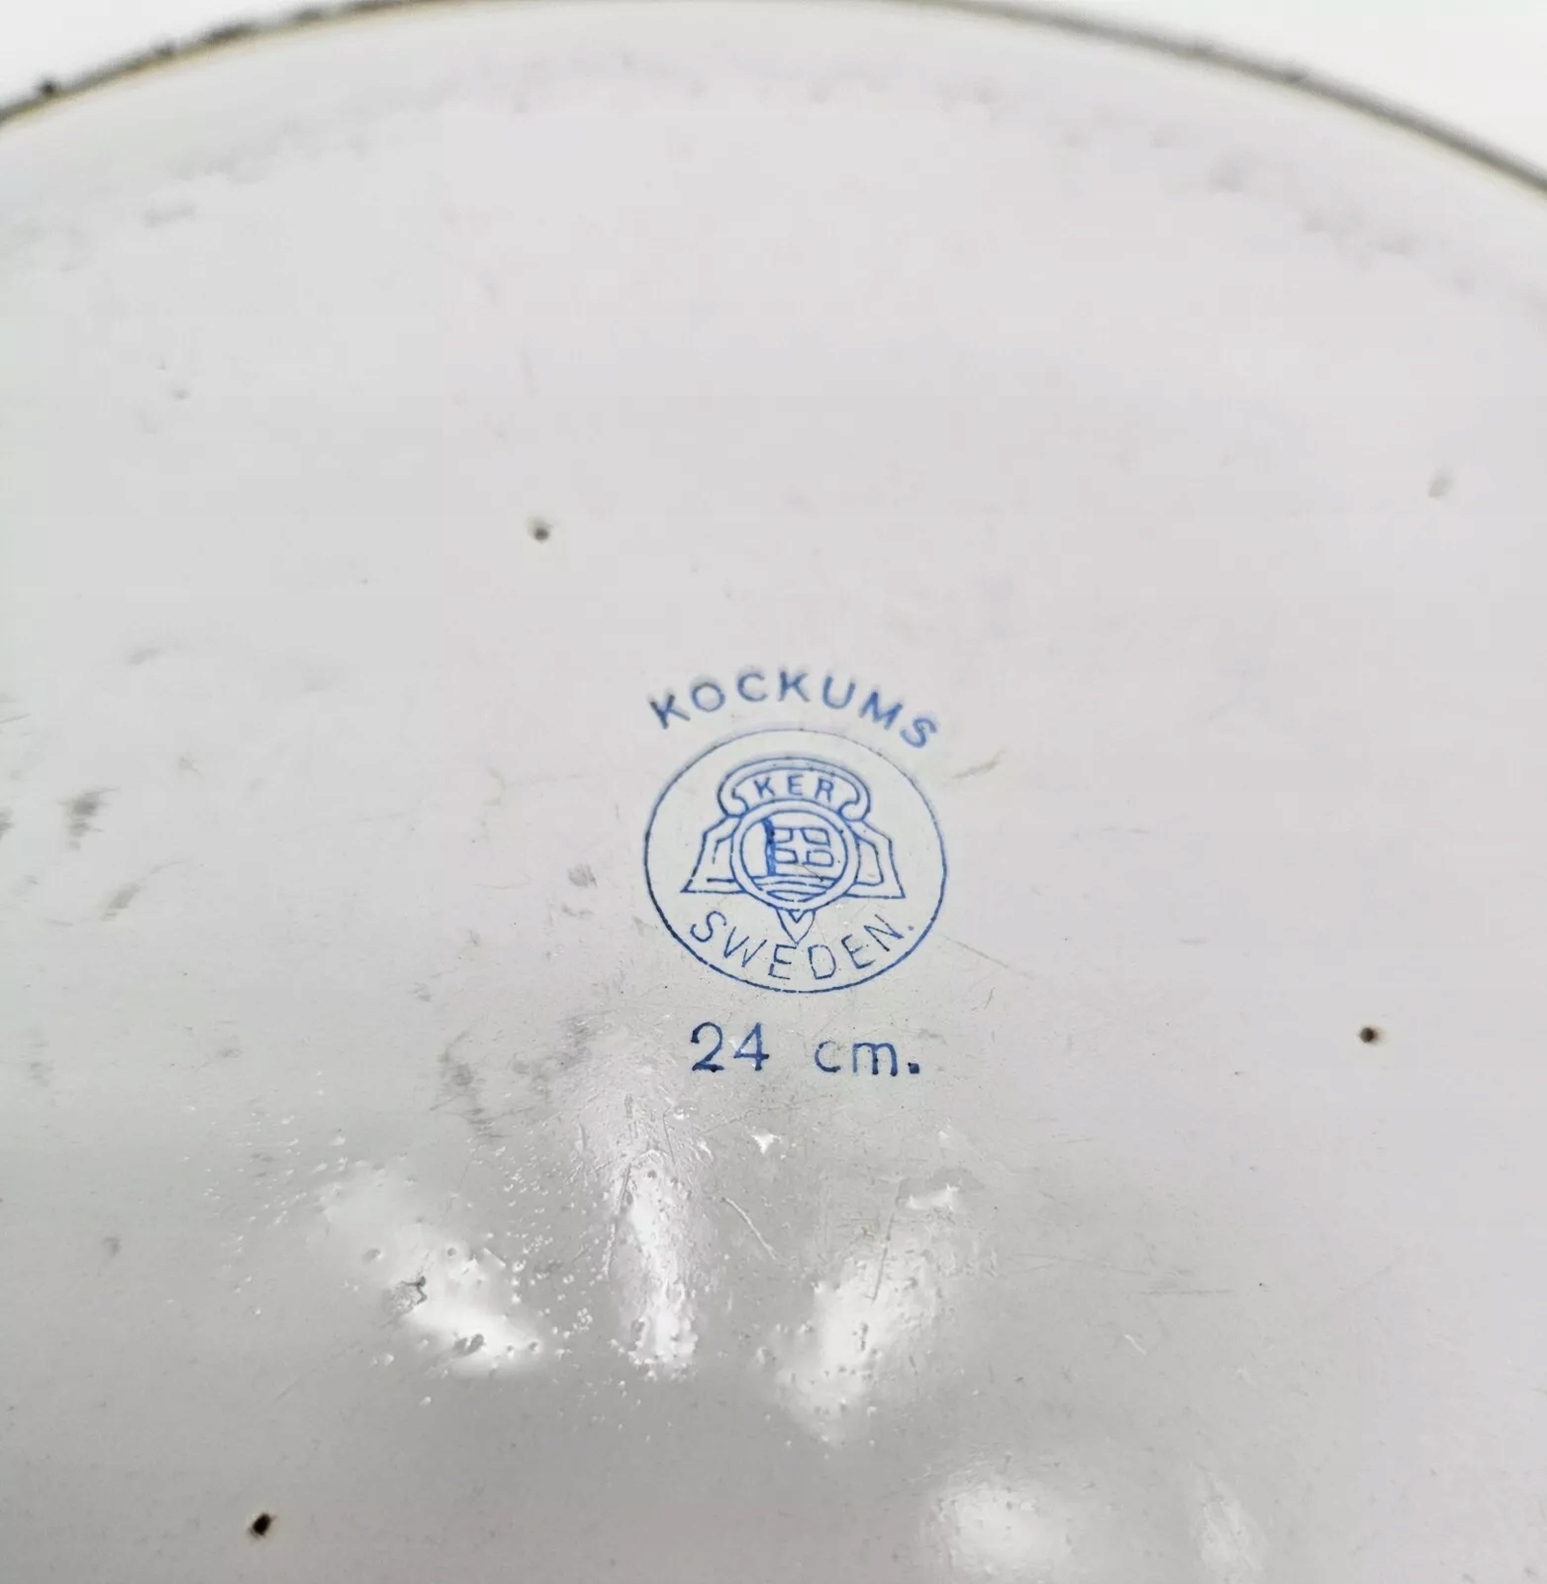 KOCKUMS
KER
SWEDEN.
24 cm.